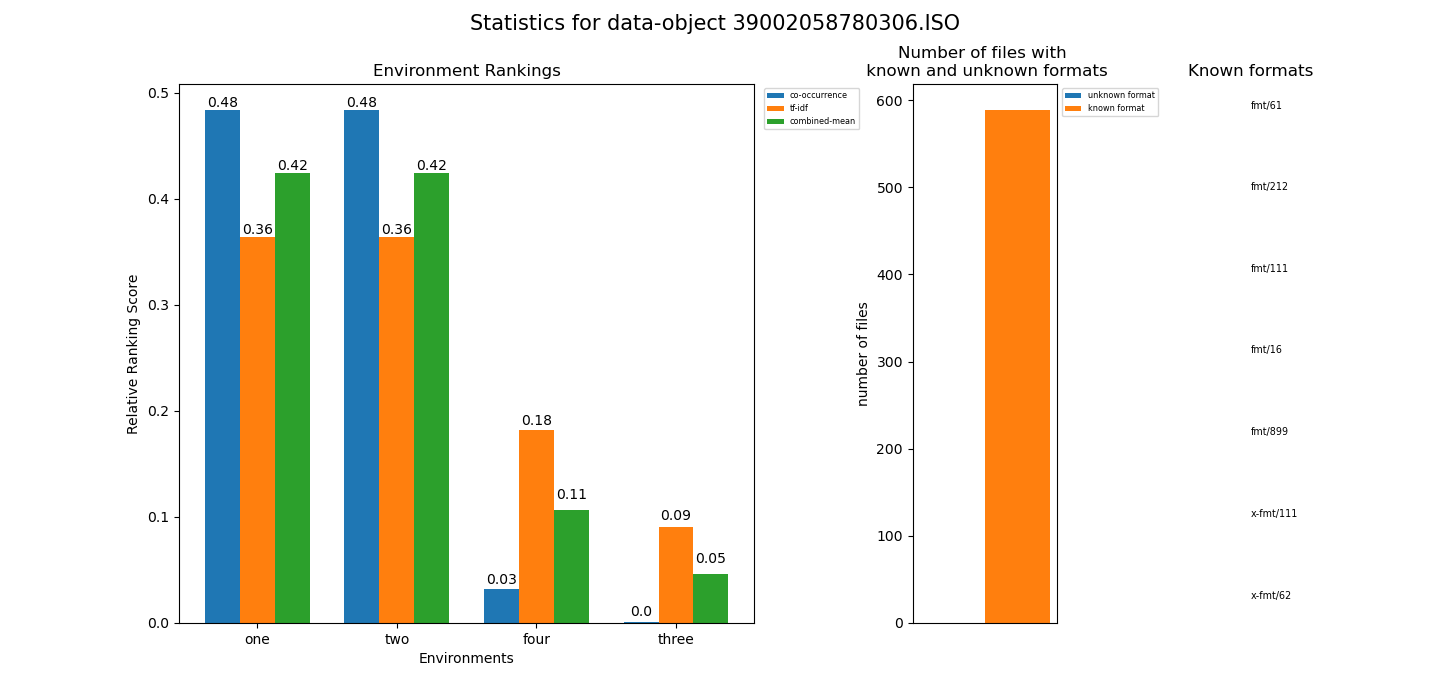 Statistics for data-object 39002058780306.ISO
Environment Rankings
0.5
0.4
0.3
0.2
0.1
0.0
Relative Ranking Score
0.48
0.36
0.42
0.48
0.36
0.42
0.03
0.18
0.11
0.0
0.09
0.05
one
two
four
three
Environments
co-occurrence
tf-idf
combined-mean
Number of files with
known and unknown formats
600
500
400
300
200
100
0
number of files
unknown format
known format
Known formats
fmt/61
fmt/212
fmt/111
fmt/16
fmt/899
x-fmt/111
x-fmt/62